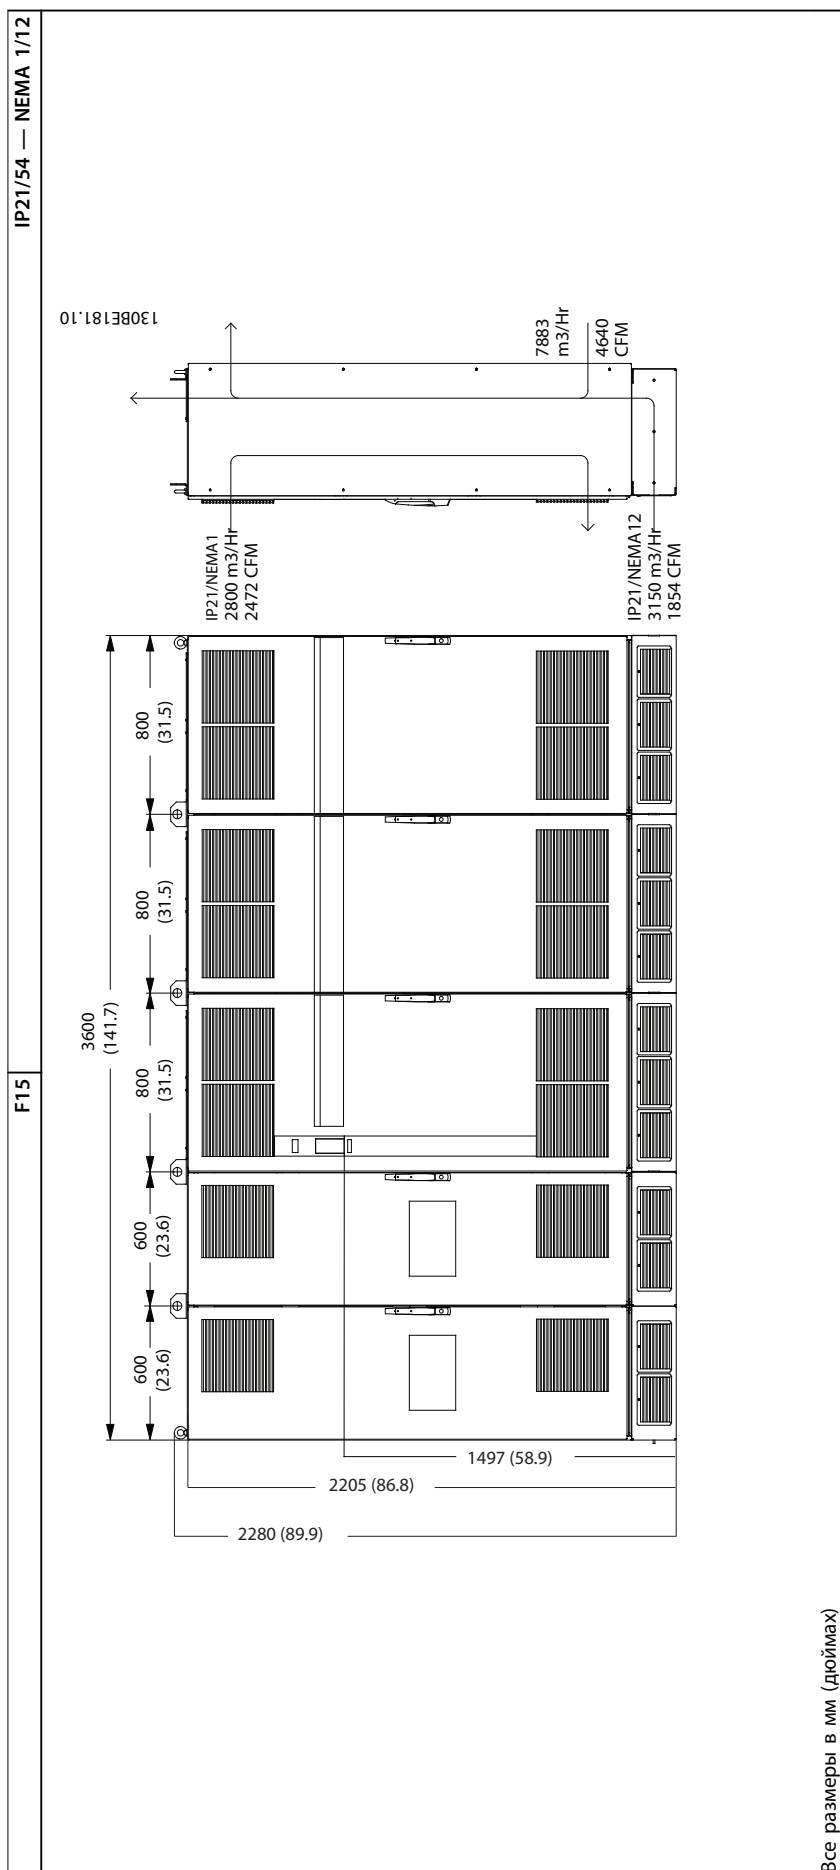 F15
IP21/54 — NEMA 1/12
130BE181.10
3600
(141.7)
600
(23.6)
600
(23.6)
800
(31.5)
800
(31.5)
800
(31.5)
2280 (89.9)
2205 (86.8)
1497 (58.9)
IP21/NEMA1
2800 m3/Hr
2472 CFM
7883
m3/Hr
4640
CFM
IP21/NEMA12
3150 m3/Hr
1854 CFM
Все размеры в мм (дюймах)